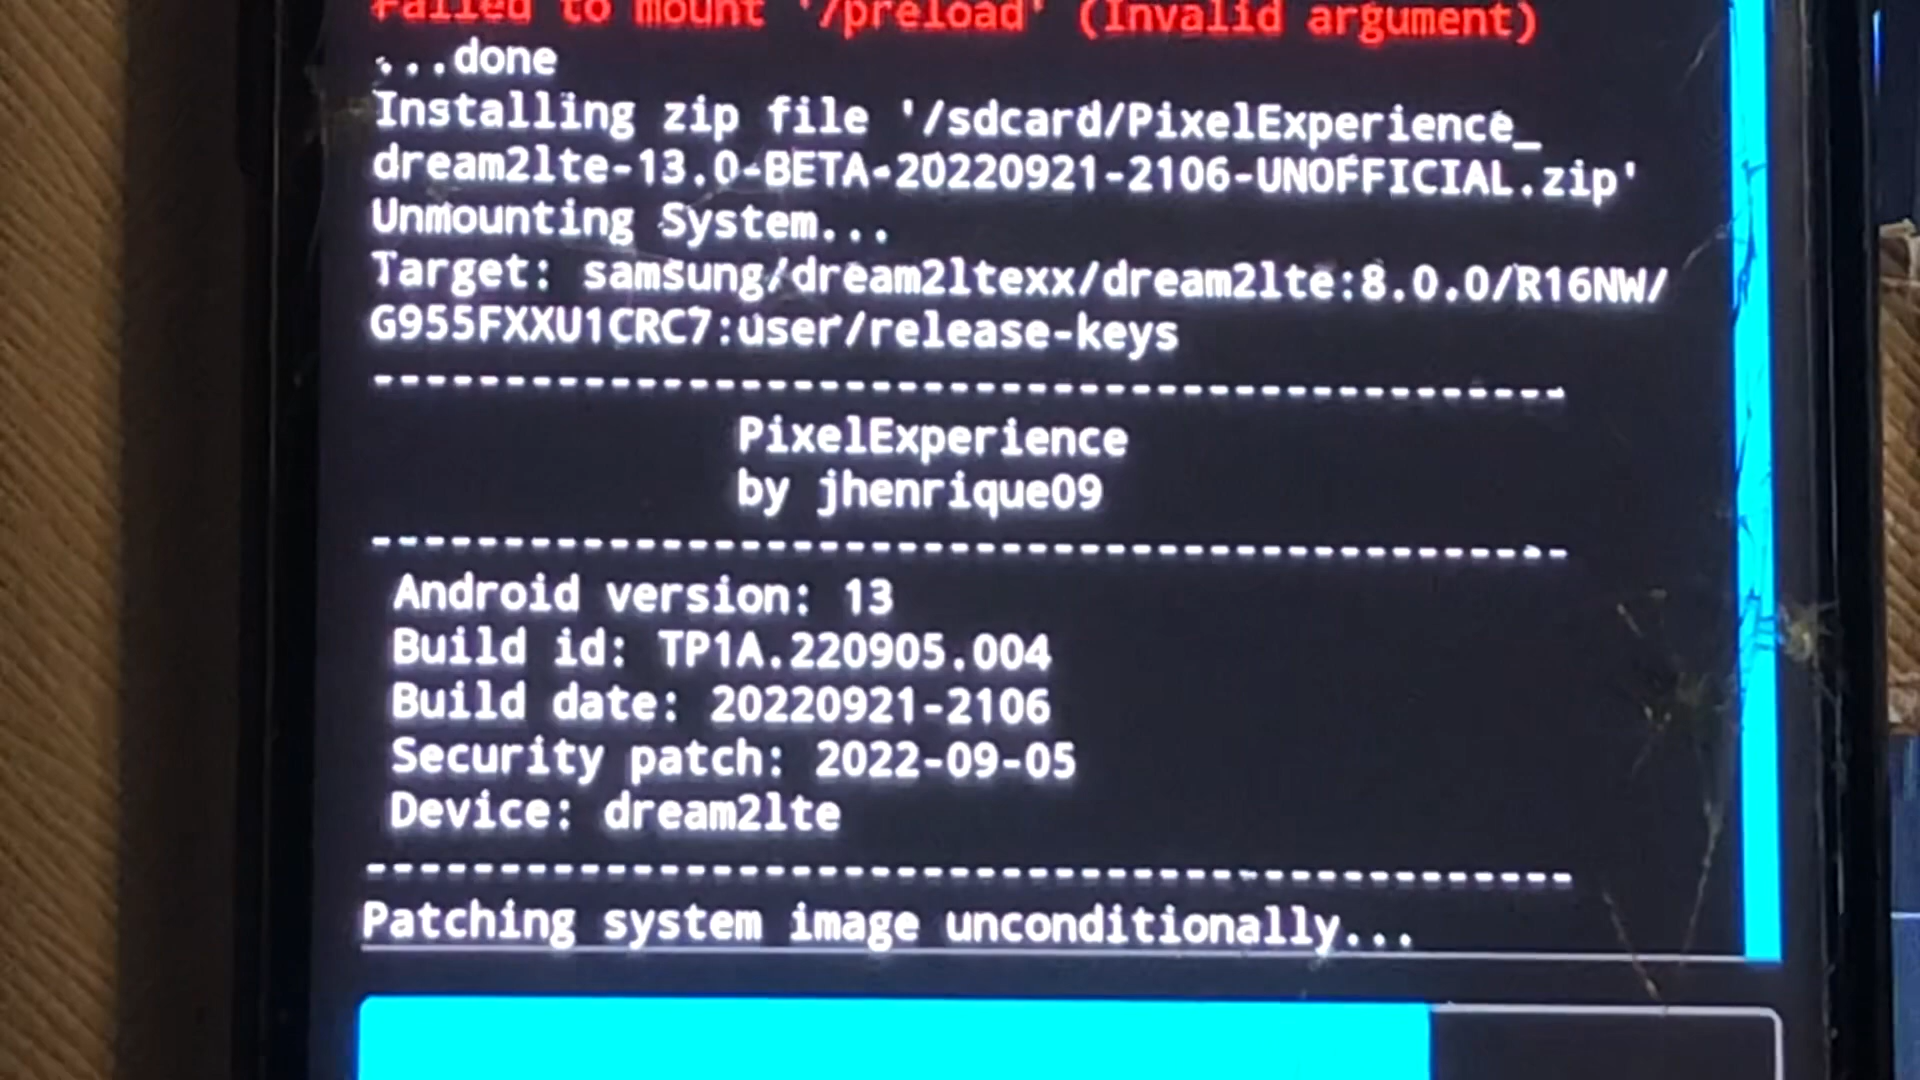 Failed to mount '/preload' (Invalid argument)
...done
Installing zip file '/sdcard/PixelExperience_
dream2lte-13.0-BETA-20220921-2106-UNOFFICIAL.zip'
Unmounting System...
Target: samsung/dream2ltexx/dream2lte:8.0.0/R16NW/
G955FXXU1CRC7:user/release-keys
----------------------------------------------
PixelExperience
by jhenrique09
----------------------------------------------
Android version: 13
Build id: TP1A.220905.004
Build date: 20220921-2106
Security patch: 2022-09-05
Device: dream2lte
----------------------------------------------
Patching system image unconditionally...